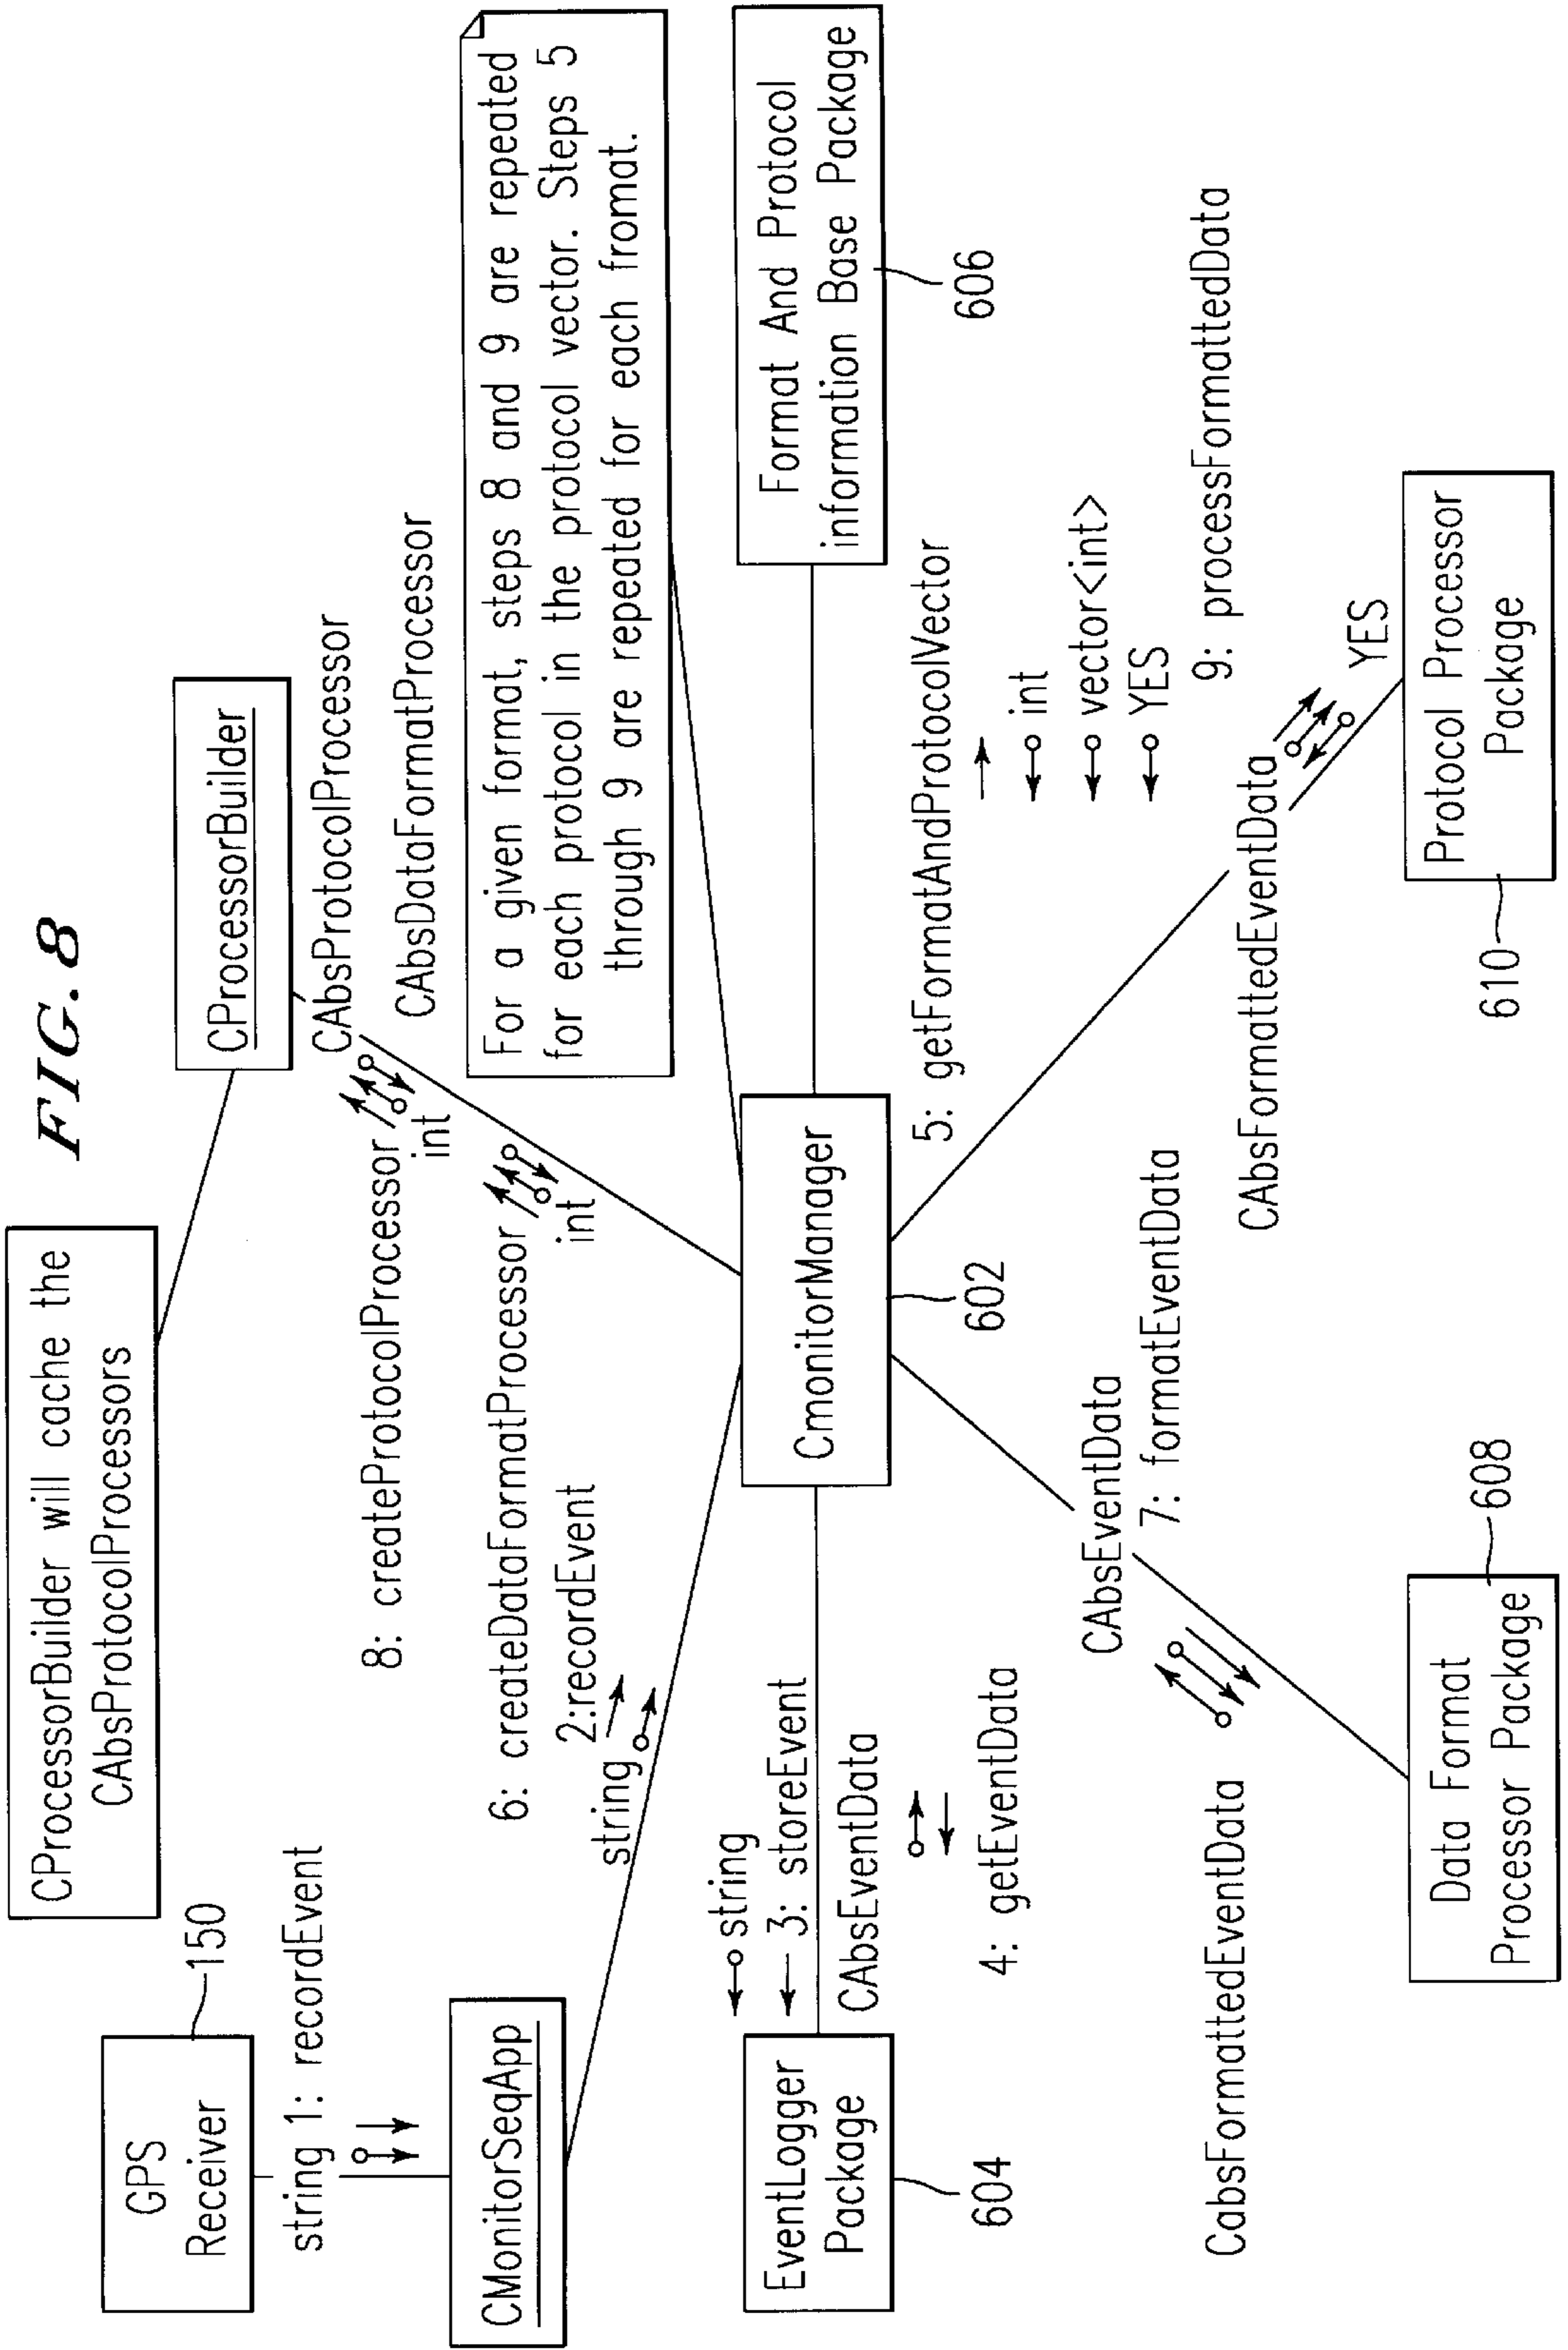 FIG. 8
CProcessorBuilder will cache the
CAbsProtocolProcessors
GPS
Receiver
150
string 1: recordEvent
CProcessorBuilder
CAbsProtocolProcessor
CAbsDataFormatProcessor
8: createProtocolProcessor
int
6: createDataFormatProcessor
int
2:recordEvent
string
CMonitorSeqApp
For a given format, steps 8 and 9 are repeated
for each protocol in the protocol vector. Steps 5
through 9 are repeated for each fromat.
string
3: storeEvent
CAbsEventData
4: getEventData
EventLogger
Package
604
CmonitorManager
602
Format And Protocol
information Base Package
606
5: getFormatAndProtocolVector
int
vector<int>
YES
9: processFormattedData
CAbsEventData
7: formatEventData
CabsFormattedEventData
CAbsFormattedEventData
YES
Data Format
Processor Package
608
Protocol Processor
Package
610